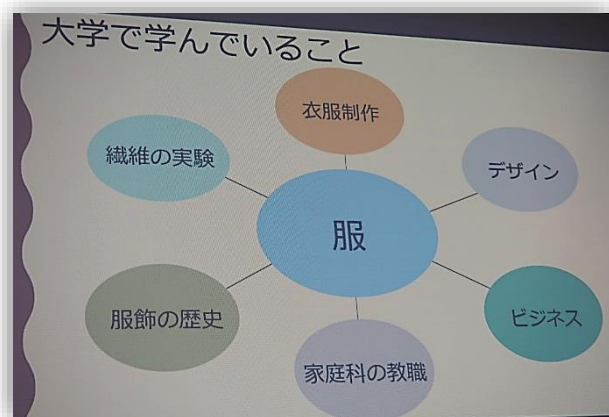 大学で学んでいること
衣服制作
繊維の実験
デザイン
服
服飾の歴史
ビジネス
家庭科の教職